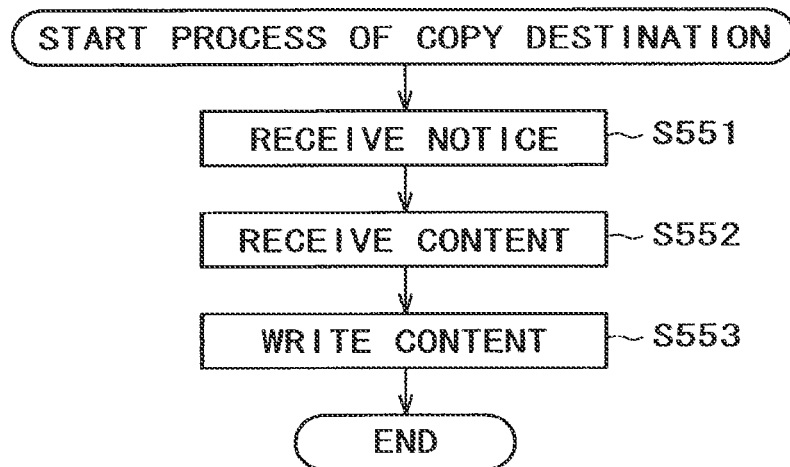 START PROCESS OF COPY DESTINATION
RECEIVE NOTICE S551
RECEIVE CONTENT S552
WRITE CONTENT S553
END